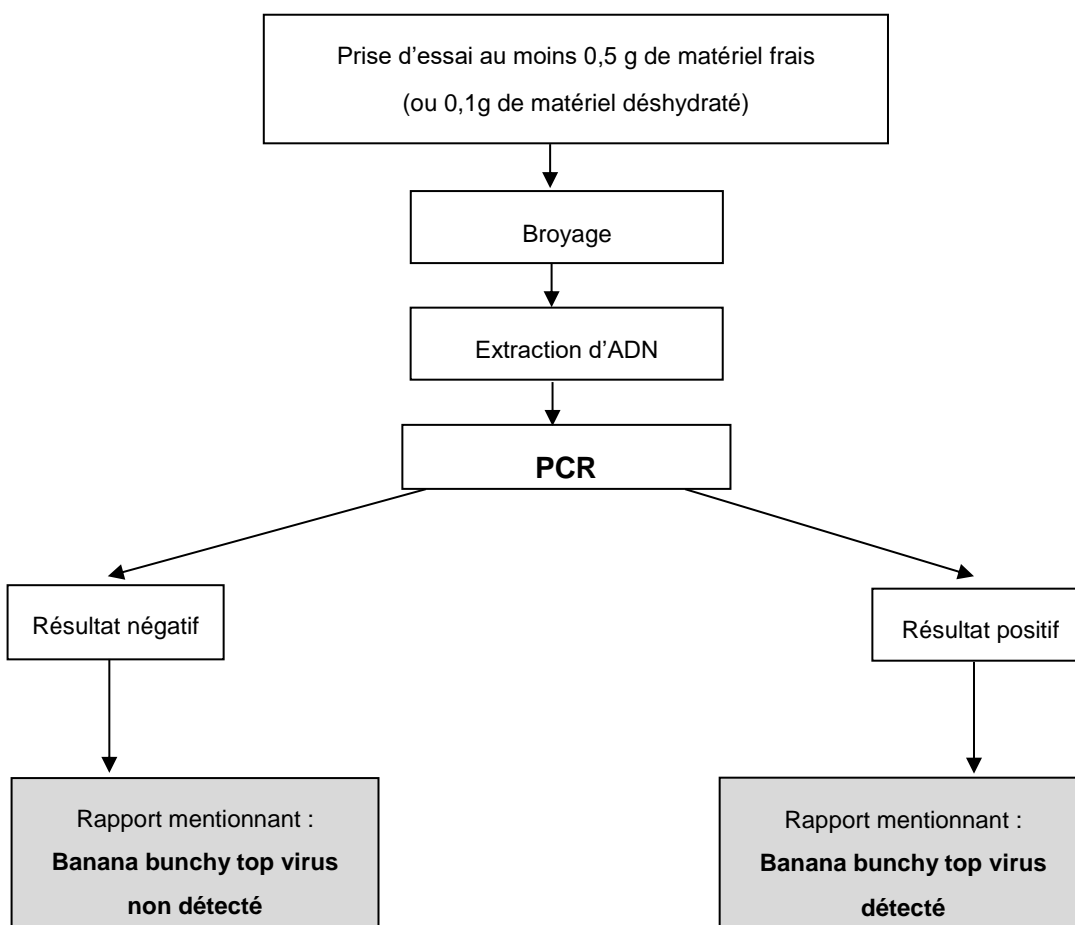 Prise d’essai au moins 0,5 g de matériel frais
(ou 0,1g de matériel déshydraté)
Broyage
Extraction d’ADN
PCR
Résultat négatif
Résultat positif
Rapport mentionnant :
Banana bunchy top virus
non détecté
Rapport mentionnant :
Banana bunchy top virus
détecté